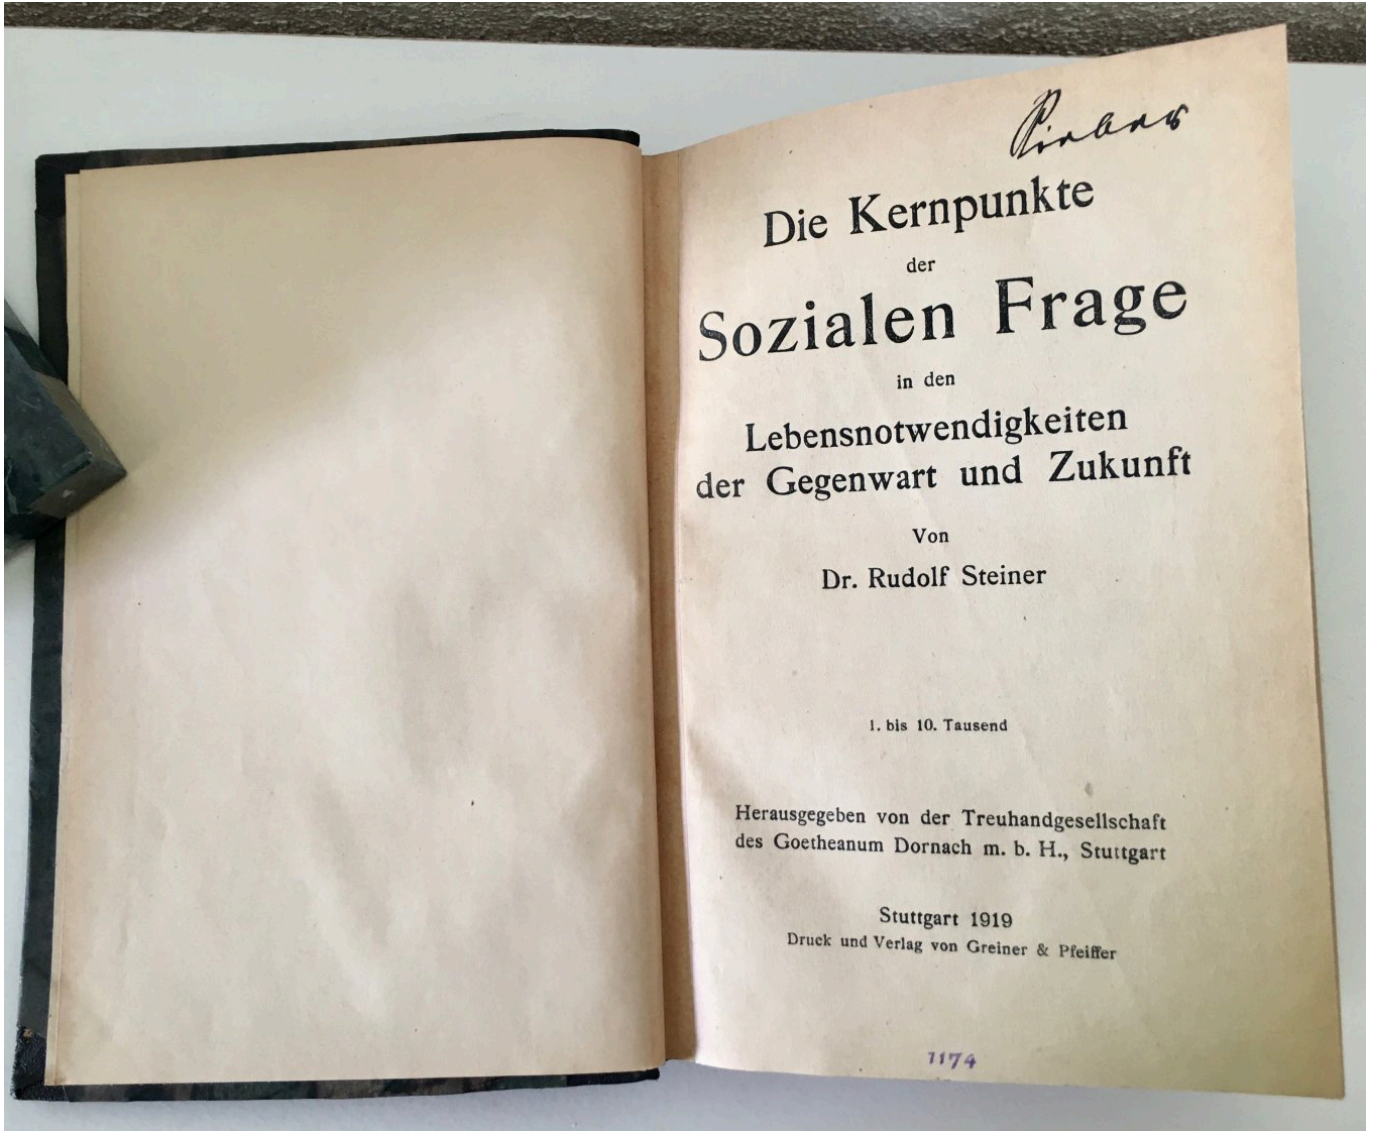 Die Kernpunkte
der
Sozialen Frage
in den
Lebensnotwendigkeiten
der Gegenwart und Zukunft
Von
Dr. Rudolf Steiner
1. bis 10. Tausend
Herausgegeben von der Treuhandgesellschaft
des Goetheanum Dornach m. b. H., Stuttgart
Stuttgart 1919
Druck und Verlag von Greiner & Pfeiffer
1174